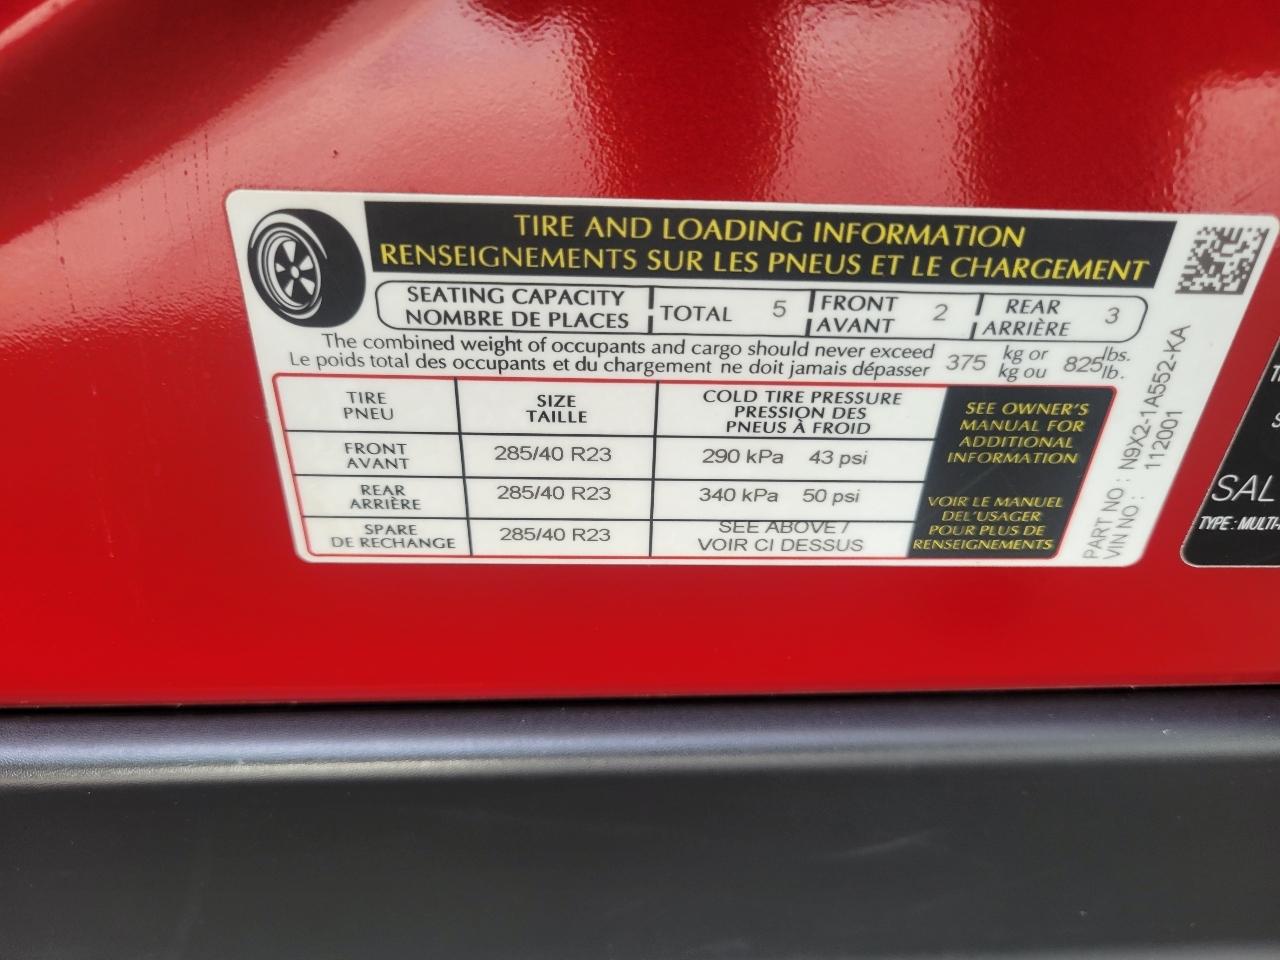 TIRE AND LOADING INFORMATION
RENSEIGNEMENTS SUR LES PNEUS ET LE CHARGEMENT
SEATING CAPACITY
NOMBRE DE PLACES
TOTAL 5
FRONT
AVANT 2
REAR
ARRIÈRE 3
The combined weight of occupants and cargo should never exceed
Le poids total des occupants et du chargement ne doit jamais dépasser
375 kg or
kg ou
825 lbs.
lb.
TIRE
PNEU
SIZE
TAILLE
COLD TIRE PRESSURE
PRESSION DES
PNEUS À FROID
FRONT
AVANT
285/40 R23
290 kPa 43 psi
REAR
ARRIÈRE
285/40 R23
340 kPa 50 psi
SPARE
DE RECHANGE
285/40 R23
SEE ABOVE /
VOIR CI DESSUS
SEE OWNER'S
MANUAL FOR
ADDITIONAL
INFORMATION
VOIR LE MANUEL
DEL'USAGER
POUR PLUS DE
RENSEIGNEMENTS
PART NO : N9X2-1A552-KA
VIN NO : 112001
SAL
TYPE: MULTI-